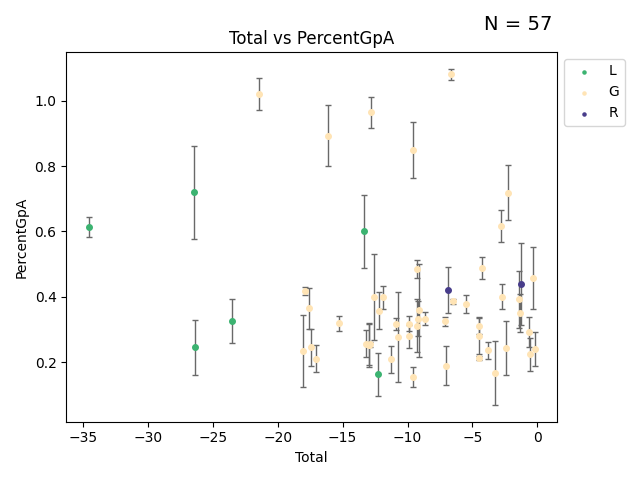 N = 57
Total vs PercentGpA
L
G
R
1.0
0.8
0.6
0.4
0.2
PercentGpA
−35 −30 −25 −20 −15 −10 −5 0
Total